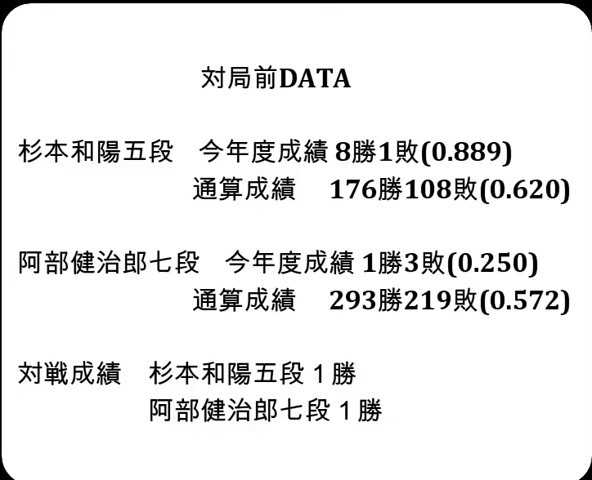 対局前DATA
杉本和陽五段　今年度成績 8勝1敗(0.889)
通算成績　176勝108敗(0.620)
阿部健治郎七段　今年度成績 1勝3敗(0.250)
通算成績　293勝219敗(0.572)
対戦成績　杉本和陽五段 1 勝
阿部健治郎七段 1 勝